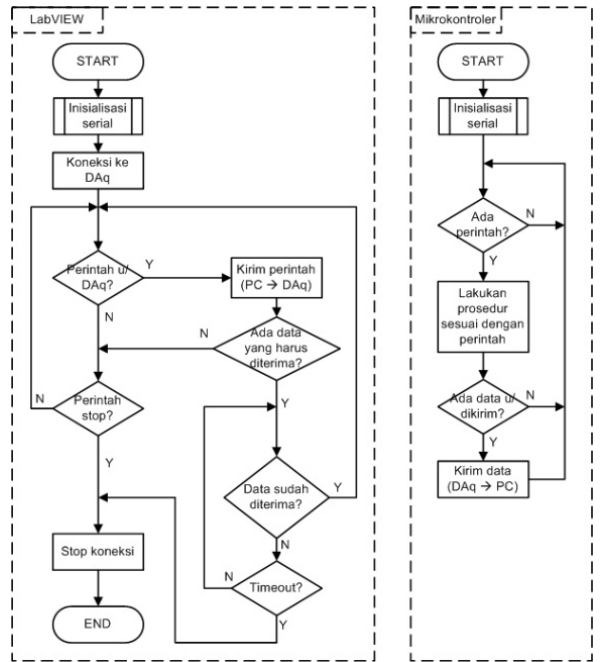 LabVIEW
START
Inisialisasi
serial
Koneksi ke
DAq
Perintah u/
DAq?
Y
N
Kirim perintah
(PC → DAq)
Ada data
yang harus
diterima?
N
Y
Perintah
stop?
N
Y
Data sudah
diterima?
Y
N
Timeout?
N
Y
Stop koneksi
END
Mikrokontroler
START
Inisialisasi
serial
Ada
perintah?
N
Y
Lakukan
prosedur
sesuai dengan
perintah
Ada data u/
dikirim?
N
Y
Kirim data
(DAq → PC)